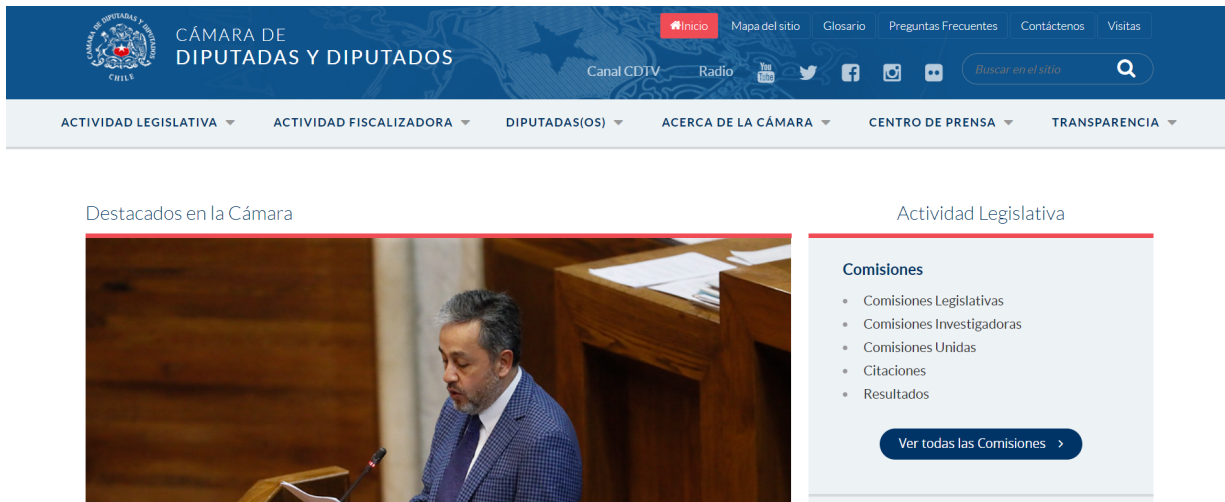 CÁMARA DE
DIPUTADAS Y DIPUTADOS
CHILE
Inicio
Mapa del sitio
Glosario
Preguntas Frecuentes
Contáctenos
Visitas
Canal CDTV
Radio
You Tube
Buscar en el sitio
ACTIVIDAD LEGISLATIVA
ACTIVIDAD FISCALIZADORA
DIPUTADAS(OS)
ACERCA DE LA CÁMARA
CENTRO DE PRENSA
TRANSPARENCIA
Destacados en la Cámara
Actividad Legislativa
Comisiones
Comisiones Legislativas
Comisiones Investigadoras
Comisiones Unidas
Citaciones
Resultados
Ver todas las Comisiones